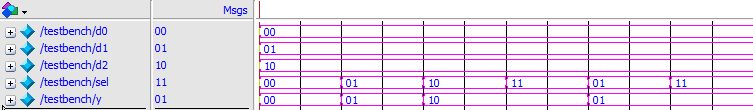 Msgs
/testbench/d0 00 00
/testbench/d1 01 01
/testbench/d2 10 10
/testbench/sel 11 00 01 10 11 01 11
/testbench/y 01 00 01 10 01